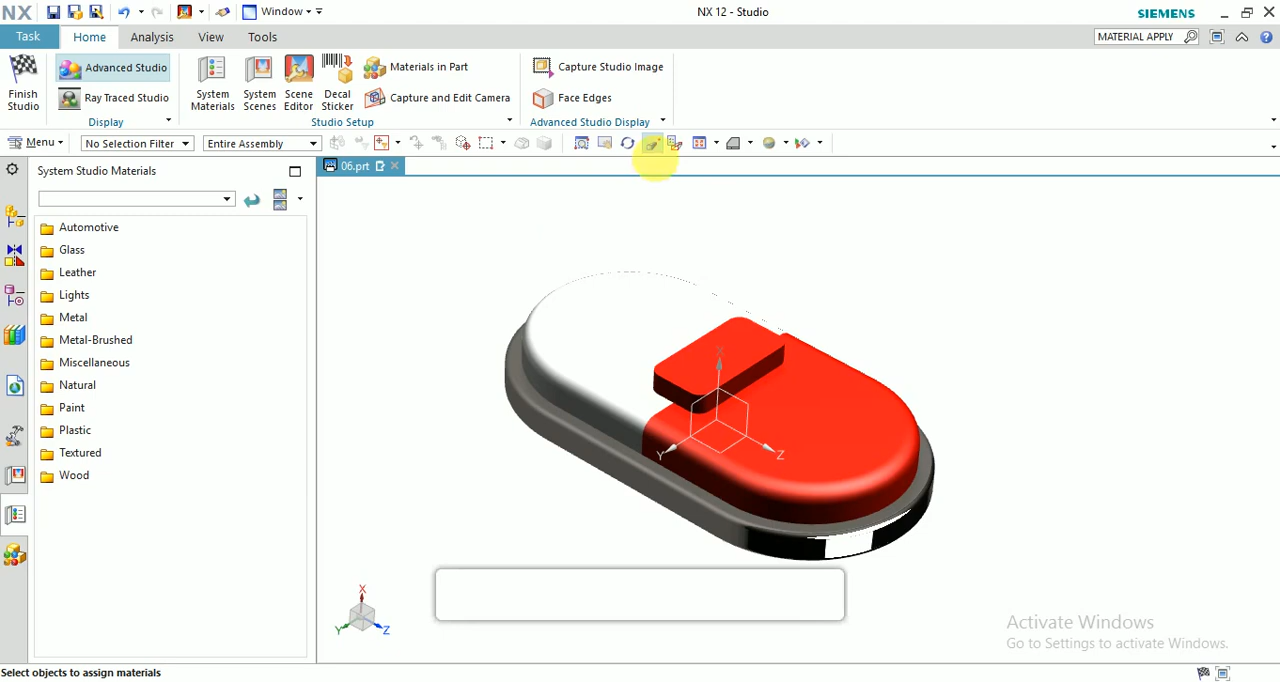 NX
Window
NX 12 - Studio
SIEMENS
Task
Home
Analysis
View
Tools
MATERIAL APPLY
Finish Studio
Advanced Studio
Ray Traced Studio
Display
System Materials
System Scenes
Scene Editor
Decal Sticker
Materials in Part
Capture and Edit Camera
Studio Setup
Capture Studio Image
Face Edges
Advanced Studio Display
Menu
No Selection Filter
Entire Assembly
System Studio Materials
06.prt
Automotive
Glass
Leather
Lights
Metal
Metal-Brushed
Miscellaneous
Natural
Paint
Plastic
Textured
Wood
X
Y
Z
X
Y
Z
Activate Windows
Go to Settings to activate Windows.
Select objects to assign materials